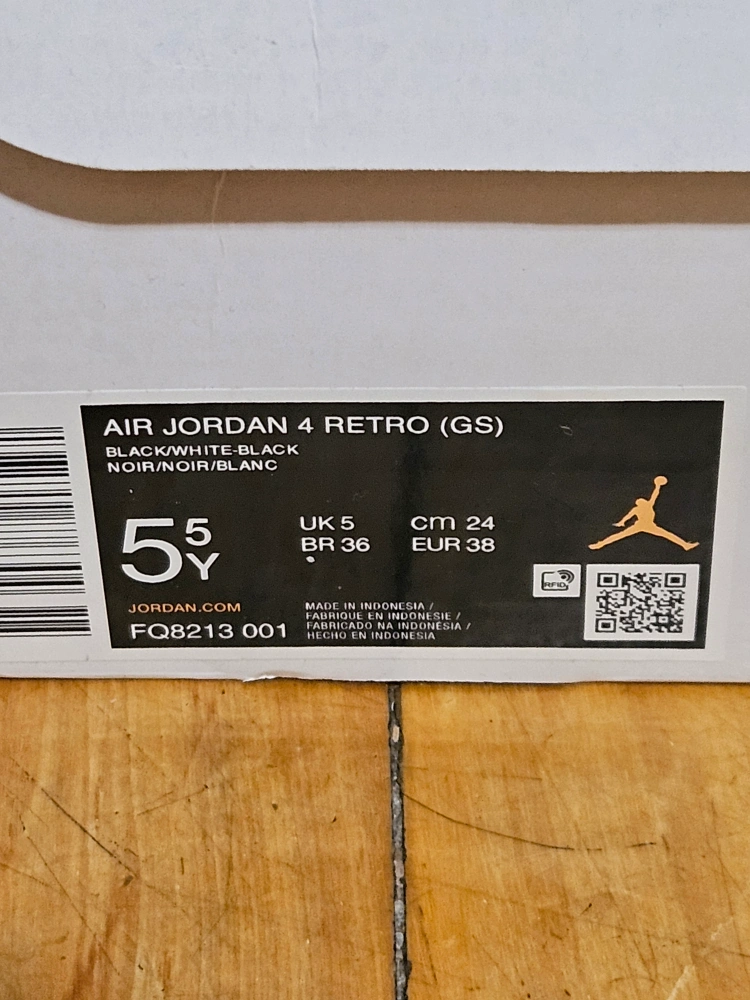 AIR JORDAN 4 RETRO (GS)
BLACK/WHITE-BLACK
NOIR/NOIR/BLANC
5 5 Y
UK 5 cm 24
BR 36 EUR 38
RFID
JORDAN.COM
FQ8213 001
MADE IN INDONESIA /
FABRIQUE EN INDONESIE /
FABRICADO NA INDONÉSIA /
HECHO EN INDONESIA